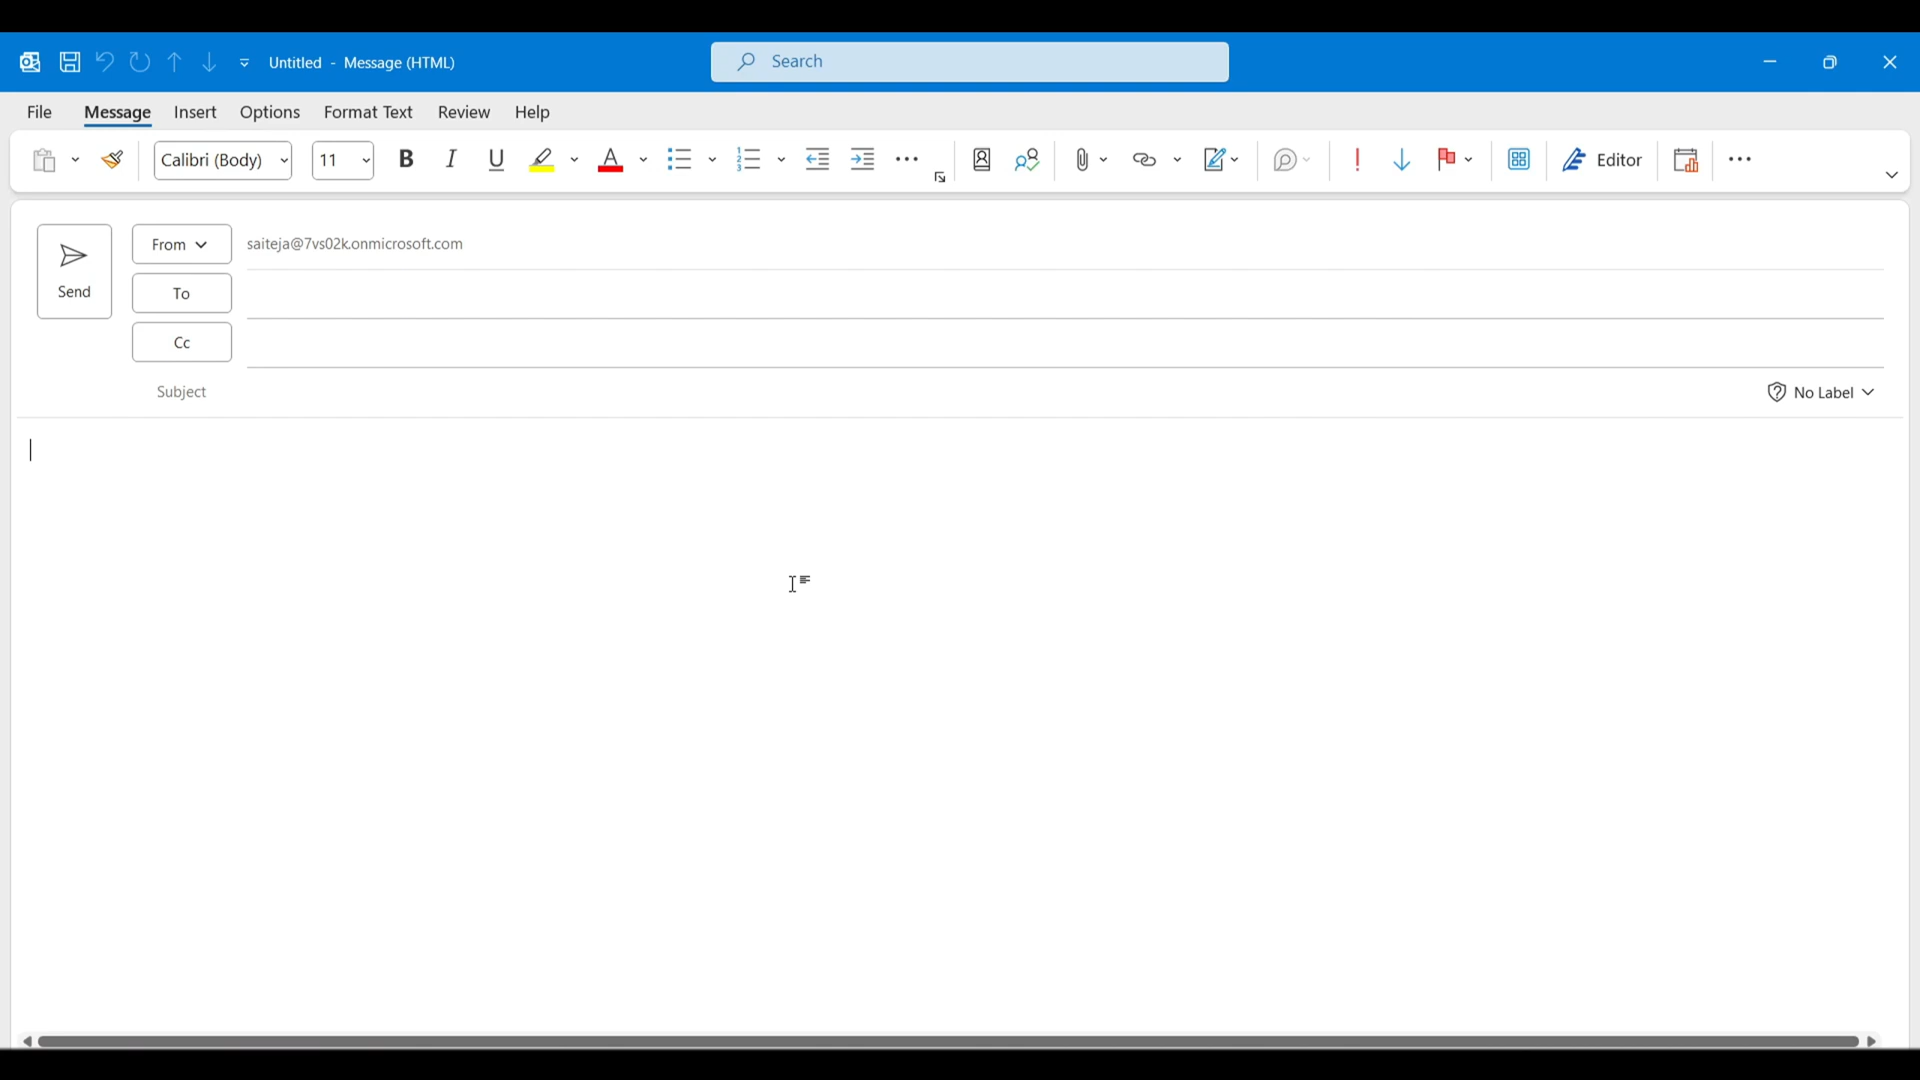 Untitled - Message (HTML)
Search
File Message Insert Options Format Text Review Help
Calibri (Body) 11 B I U A Editor
Send
From saiteja@7vs02k.onmicrosoft.com
To
Cc
Subject No Label